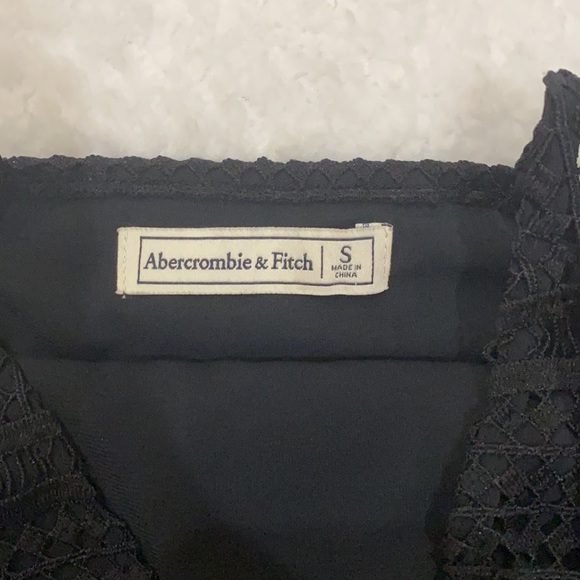 Abercrombie & Fitch
S
MADE IN
CHINA